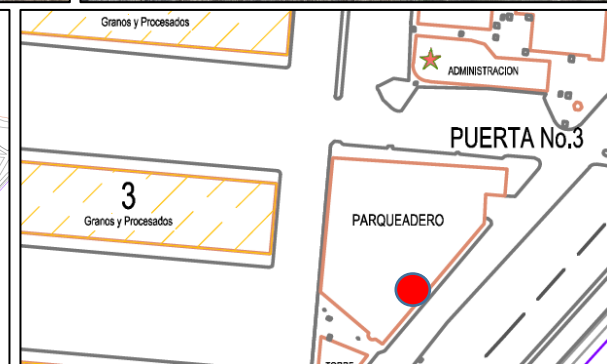 Granos y Procesados
ADMINISTRACION
PUERTA No.3
3
Granos y Procesados
PARQUEADERO